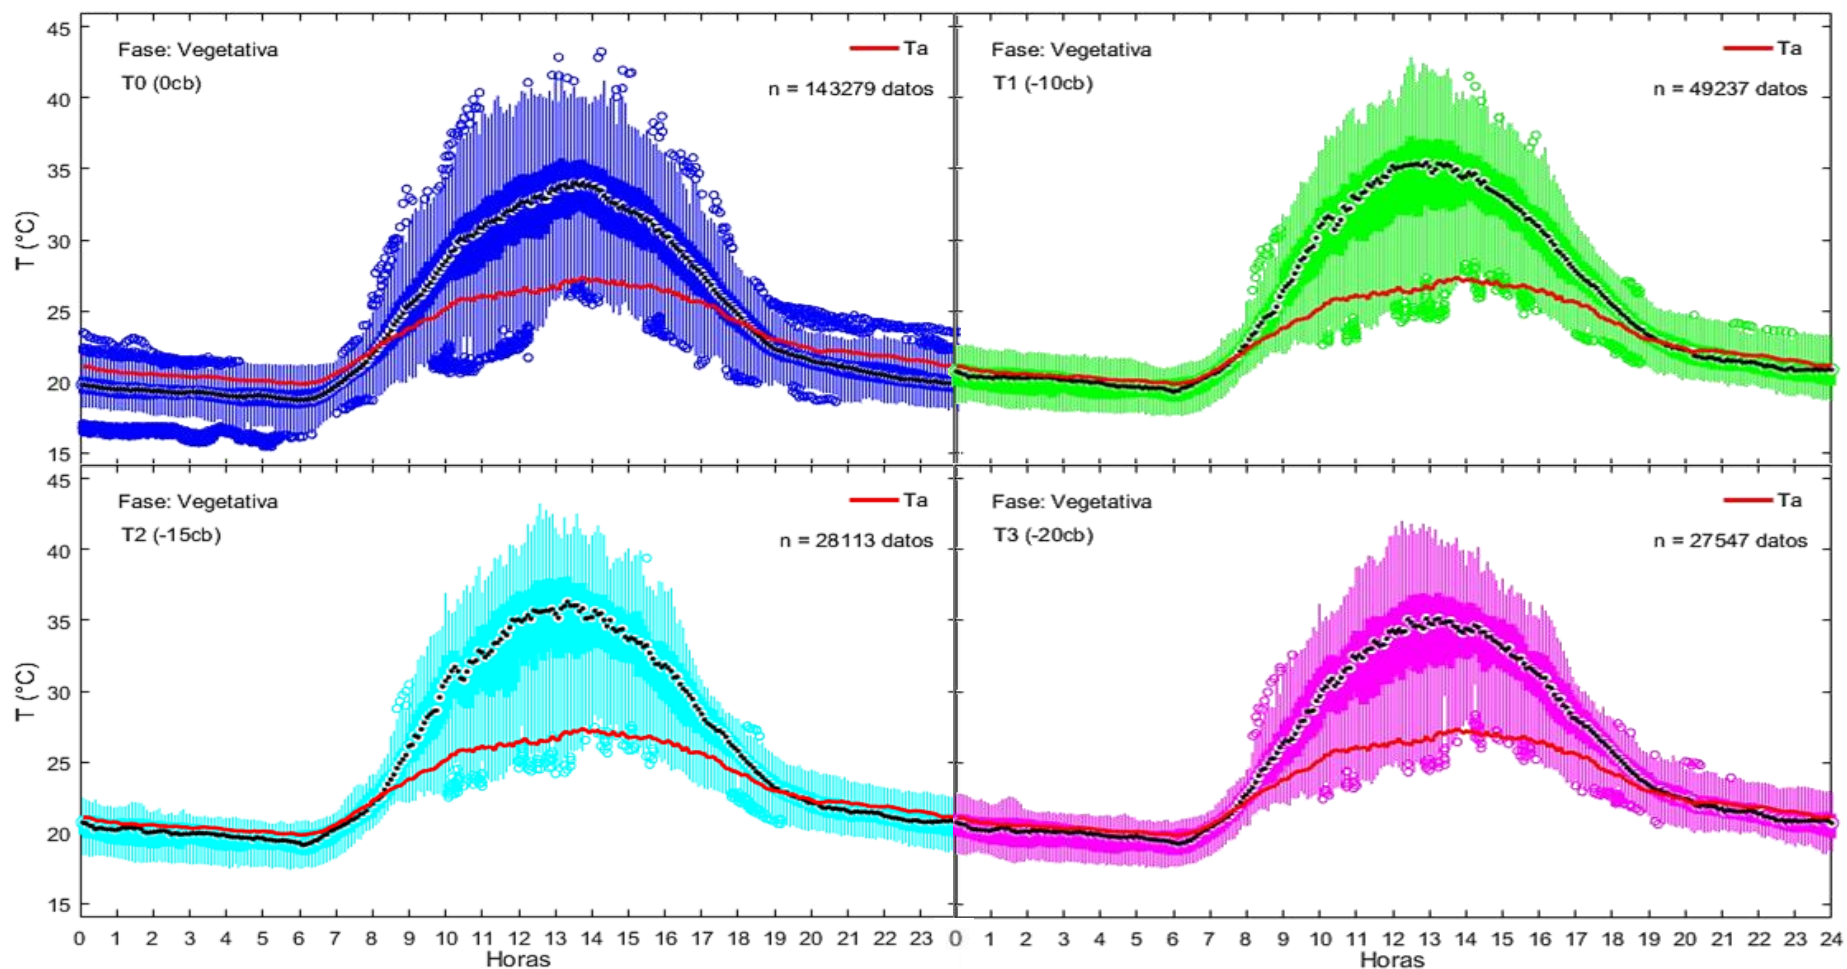 45
Fase: Vegetativa
Ta
T0 (0cb)
n = 143279 datos
40
35
30
25
20
15
T (°C)
Fase: Vegetativa
Ta
T1 (-10cb)
n = 49237 datos
45
Fase: Vegetativa
Ta
T2 (-15cb)
n = 28113 datos
40
35
30
25
20
15
T (°C)
0 1 2 3 4 5 6 7 8 9 10 11 12 13 14 15 16 17 18 19 20 21 22 23
Horas
Fase: Vegetativa
Ta
T3 (-20cb)
n = 27547 datos
0 1 2 3 4 5 6 7 8 9 10 11 12 13 14 15 16 17 18 19 20 21 22 23 24
Horas